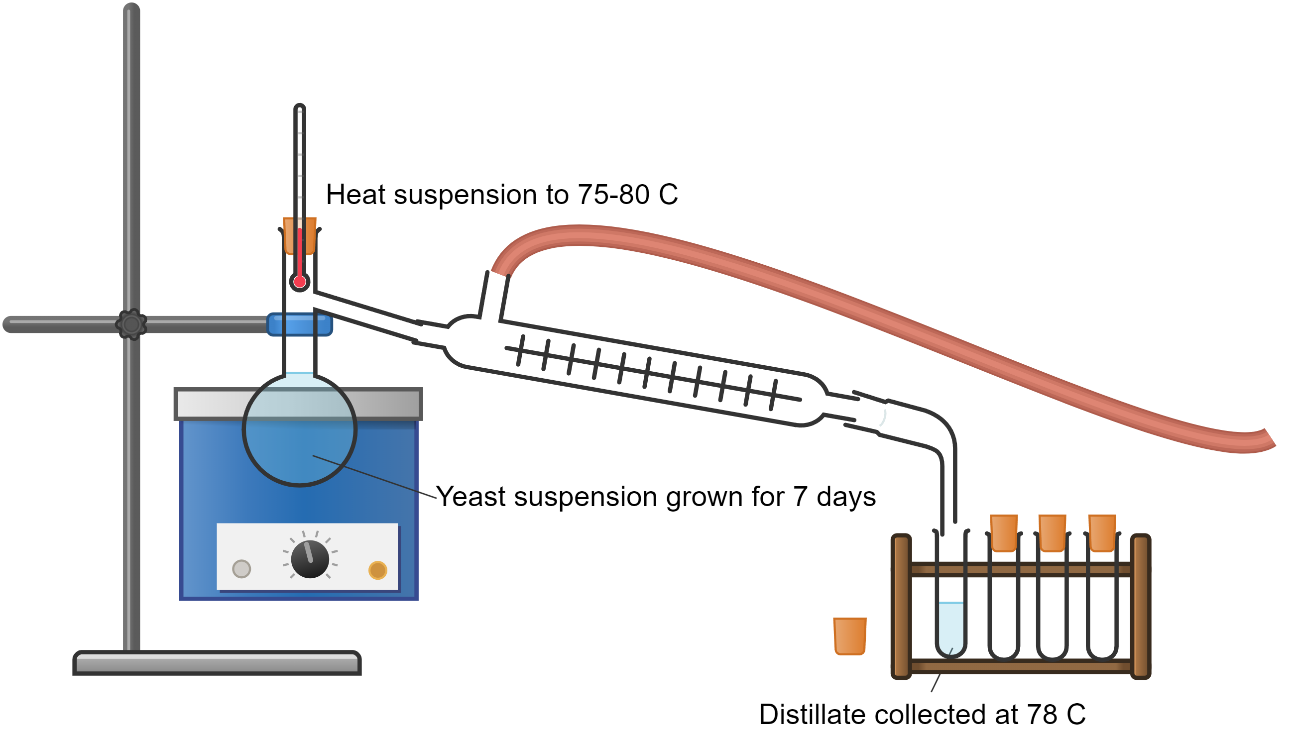 Heat suspension to 75-80 C
Yeast suspension grown for 7 days
Distillate collected at 78 C